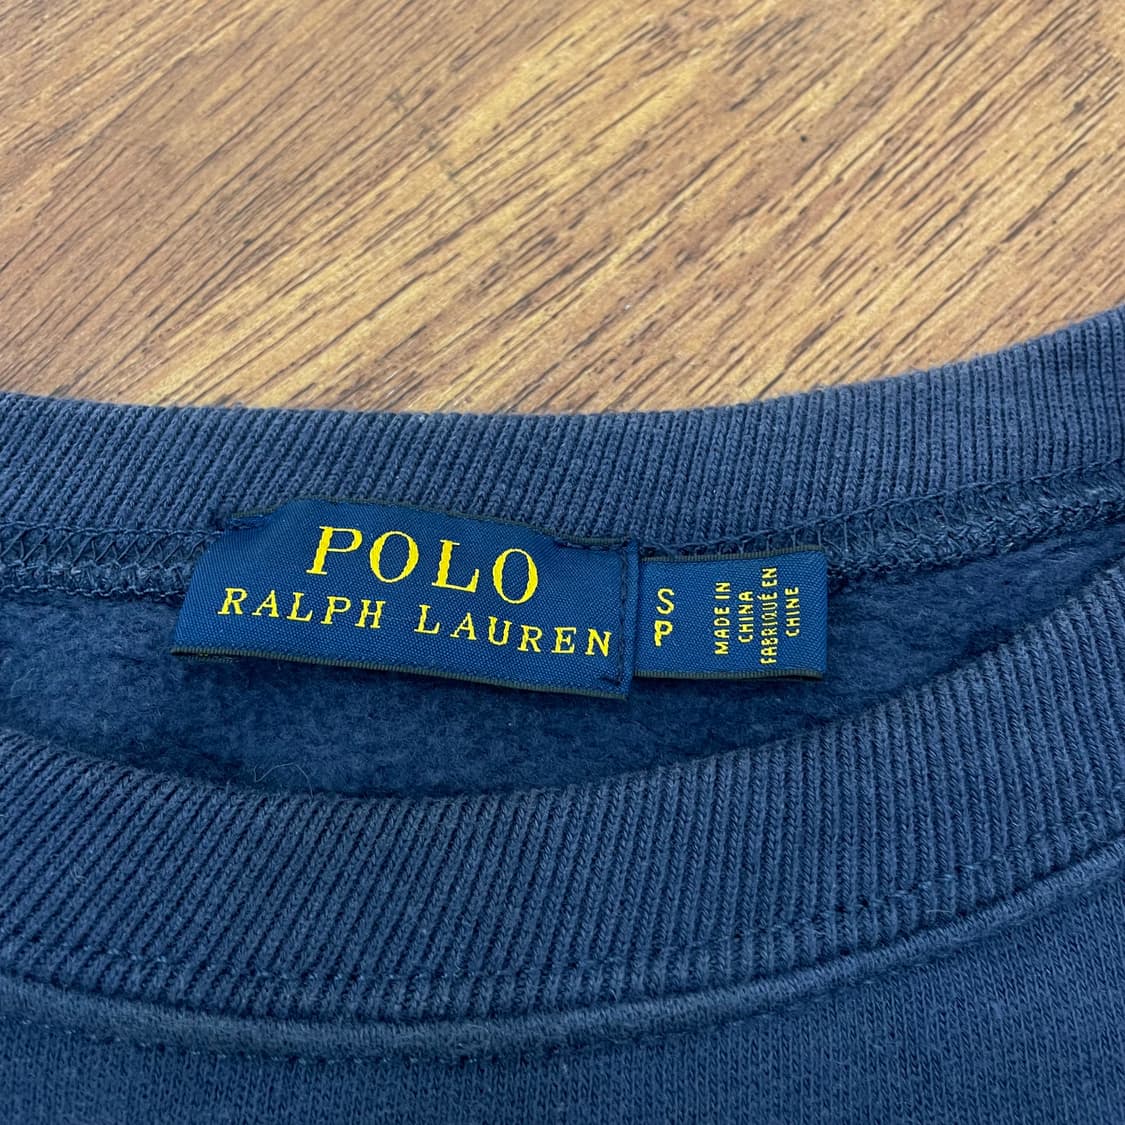 POLO
RALPH LAUREN
S
P
MADE IN
CHINA
FABRIQUÉ EN
CHINE